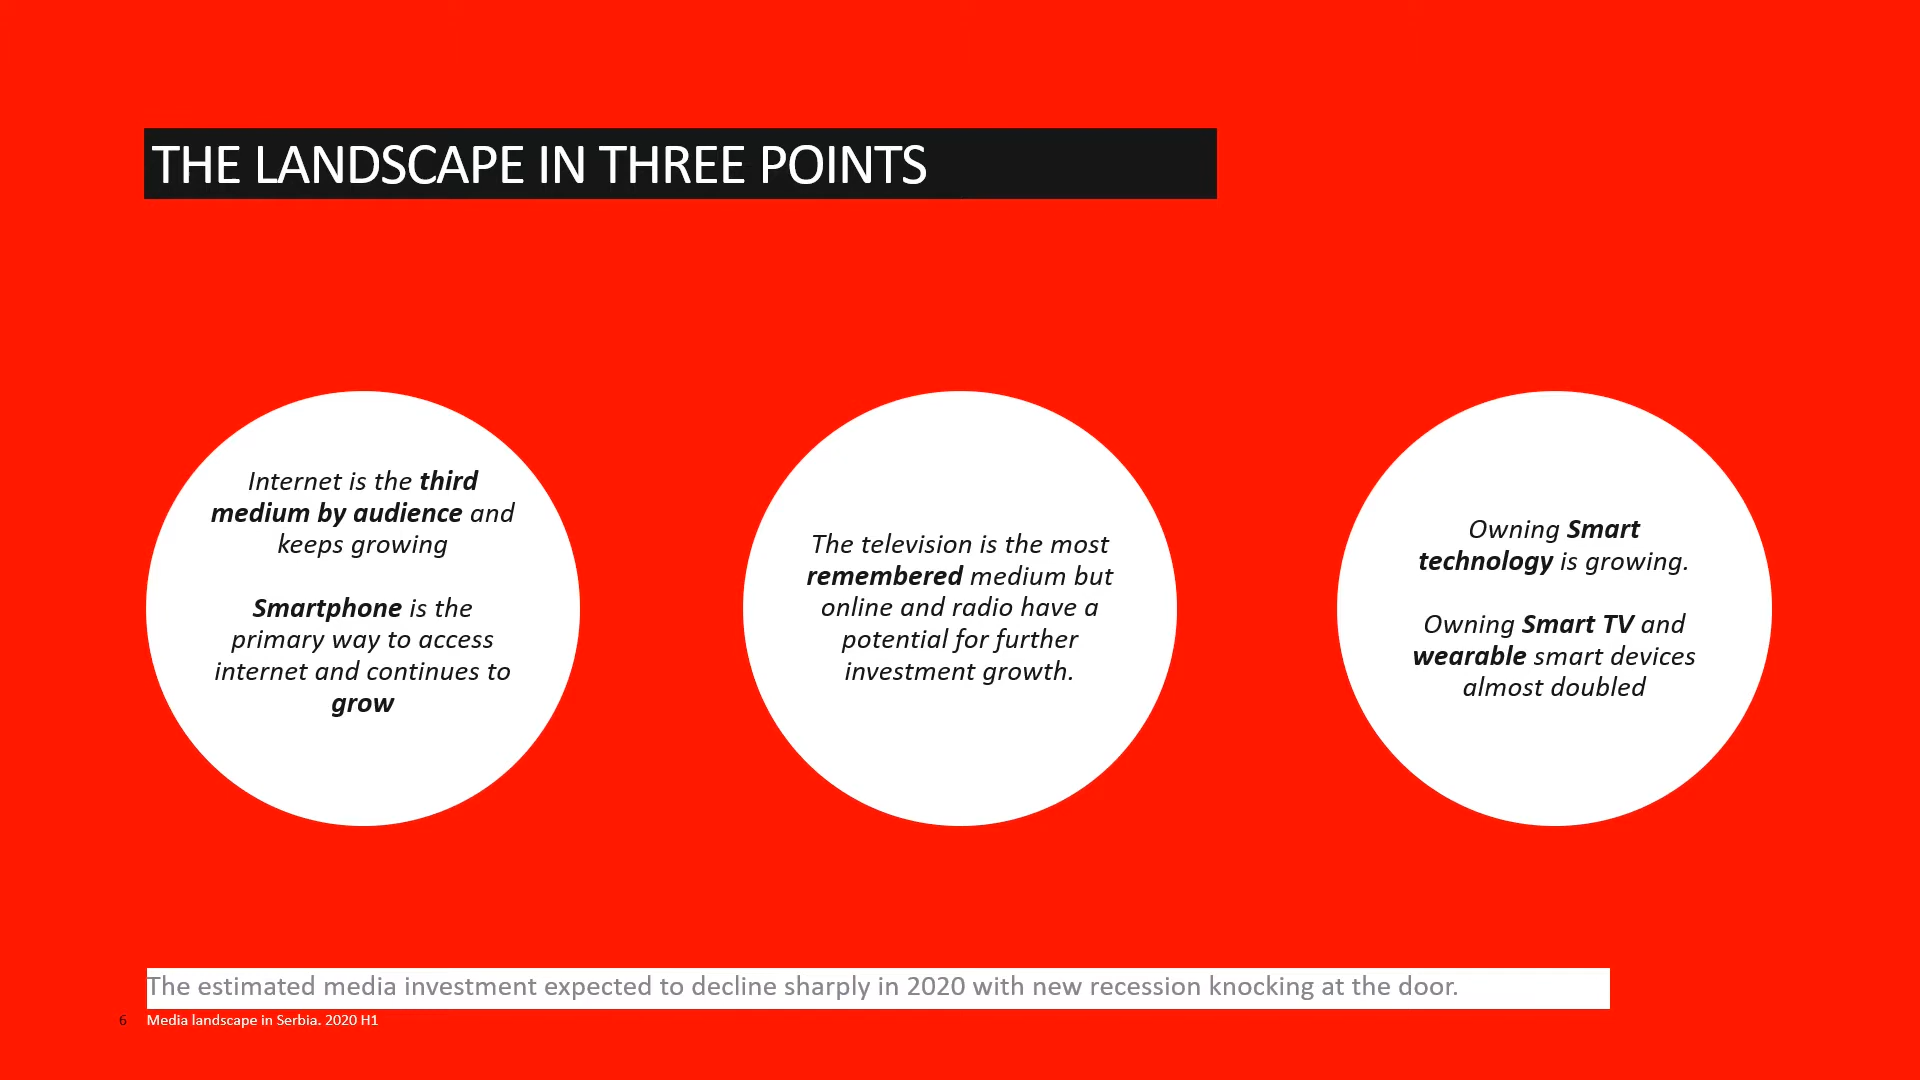 THE LANDSCAPE IN THREE POINTS
Internet is the third
medium by audience and
keeps growing
Smartphone is the
primary way to access
internet and continues to
grow
The television is the most
remembered medium but
online and radio have a
potential for further
investment growth.
Owning Smart
technology is growing.
Owning Smart TV and
wearable smart devices
almost doubled
The estimated media investment expected to decline sharply in 2020 with new recession knocking at the door.
6 Media landscape in Serbia. 2020 H1